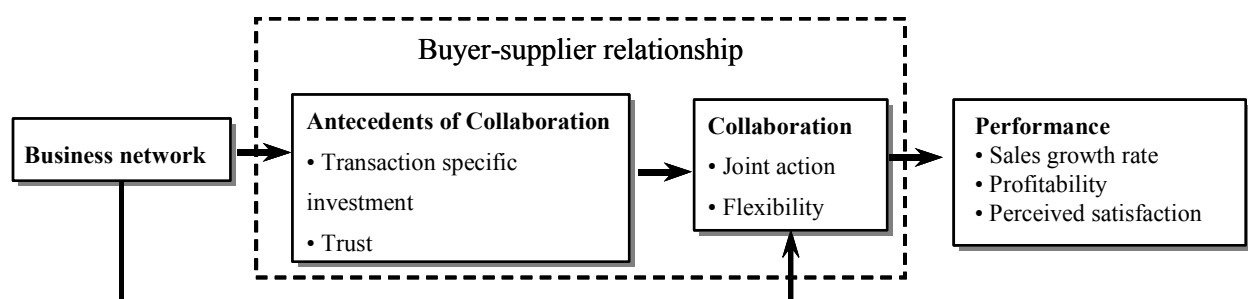 Buyer-supplier relationship
Business network
Antecedents of Collaboration
• Transaction specific
investment
• Trust
Collaboration
• Joint action
• Flexibility
Performance
• Sales growth rate
• Profitability
• Perceived satisfaction